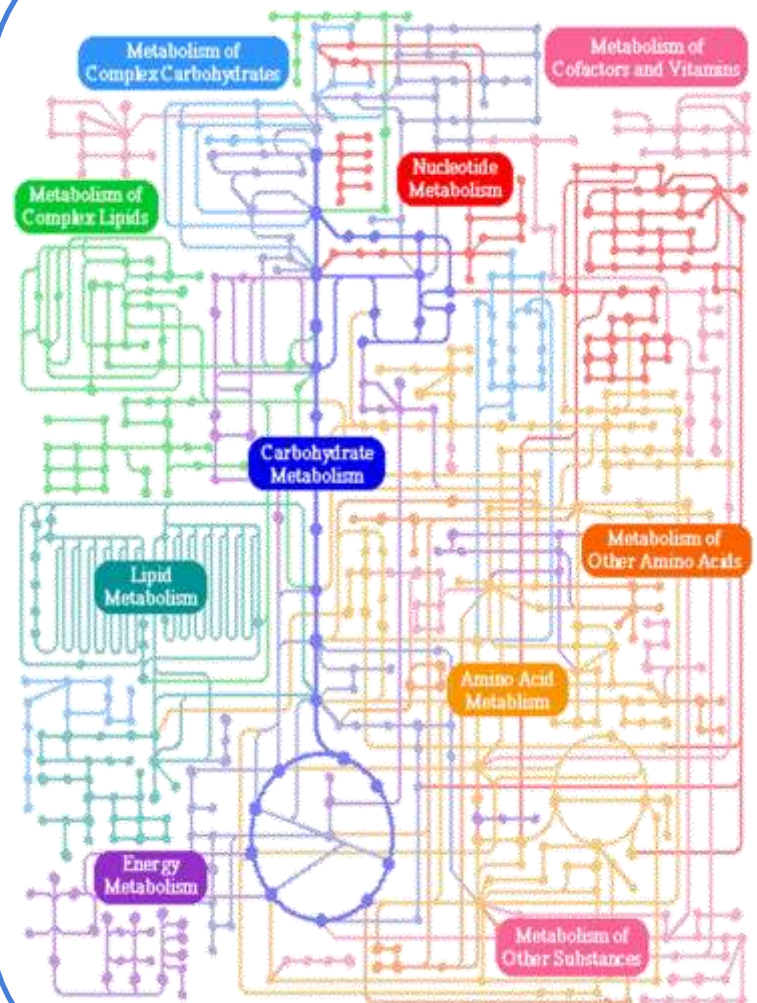 Metabolism of
Complex Carbohydrates
Metabolism of
Cofactors and Vitamins
Nucleotide
Metabolism
Metabolism of
Complex Lipids
Carbohydrate
Metabolism
Metabolism of
Other Amino Acids
Lipid
Metabolism
Amino Acid
Metablism
Energy
Metabolism
Metabolism of
Other Substances